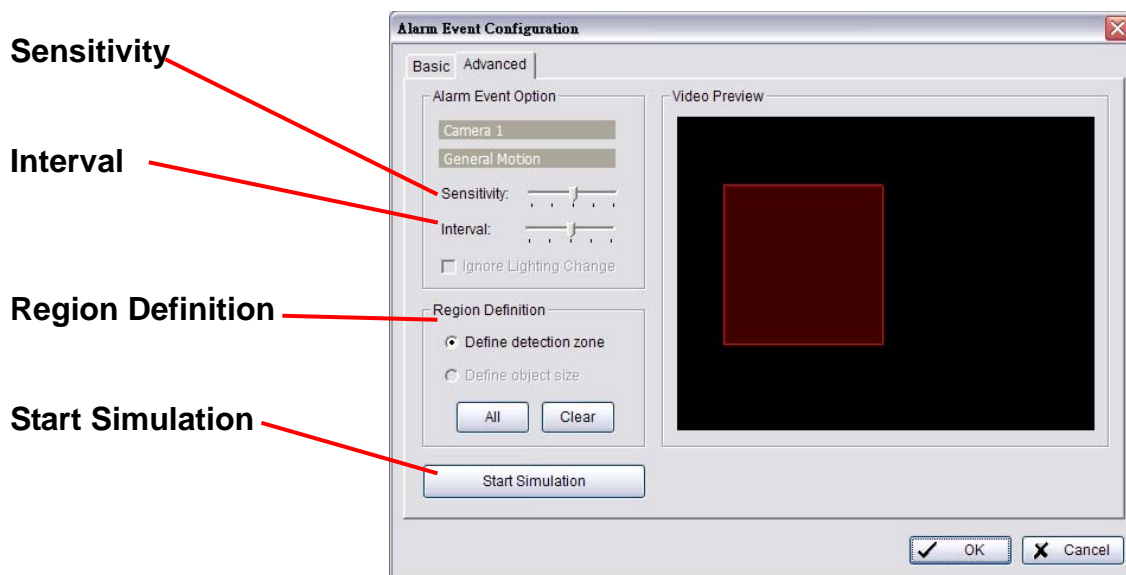 Sensitivity
Interval
Region Definition
Start Simulation
Alarm Event Configuration
Basic Advanced
Alarm Event Option
Camera 1
General Motion
Sensitivity:
Interval:
Ignore Lighting Change
Region Definition
Define detection zone
Define object size
All Clear
Start Simulation
Video Preview
OK Cancel